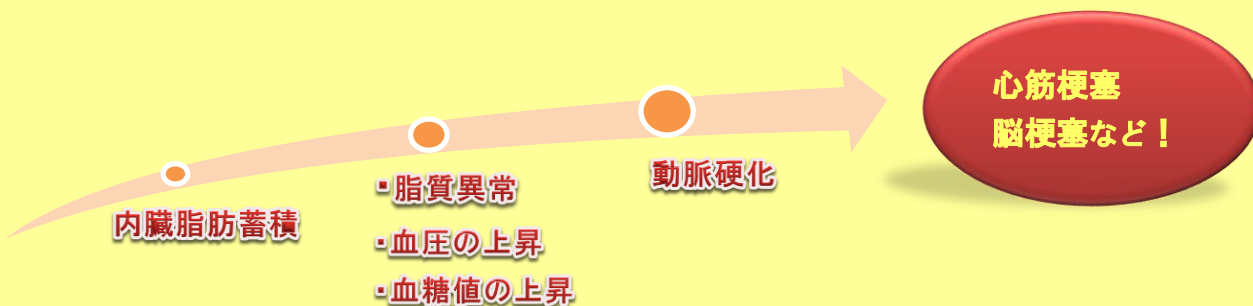 内臓脂肪蓄積
・脂質異常
・血圧の上昇
・血糖値の上昇
動脈硬化
心筋梗塞
脳梗塞など！